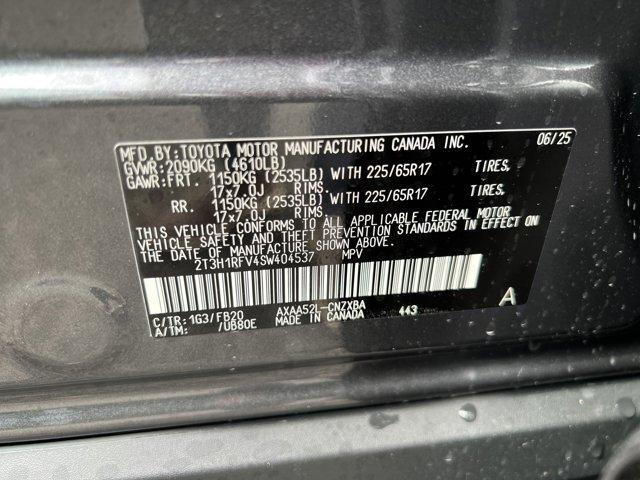 MFD. BY: TOYOTA MOTOR MANUFACTURING CANADA INC. 06/25
GVWR: 2090KG (4610LB)
GAWR: FRT. 1150KG (2535LB) WITH 225/65R17 TIRES,
17x7.0J RIMS,
RR. 1150KG (2535LB) WITH 225/65R17 TIRES,
17x7.0J RIMS,
THIS VEHICLE CONFORMS TO ALL APPLICABLE FEDERAL MOTOR
VEHICLE SAFETY AND THEFT PREVENTION STANDARDS IN EFFECT ON
THE DATE OF MANUFACTURE SHOWN ABOVE.
2T3H1RFV4SW404537 MPV
C/TR: 1G3/FB20 AXAA52L-CNZXBA 443 A
A/TM: /UB80E MADE IN CANADA